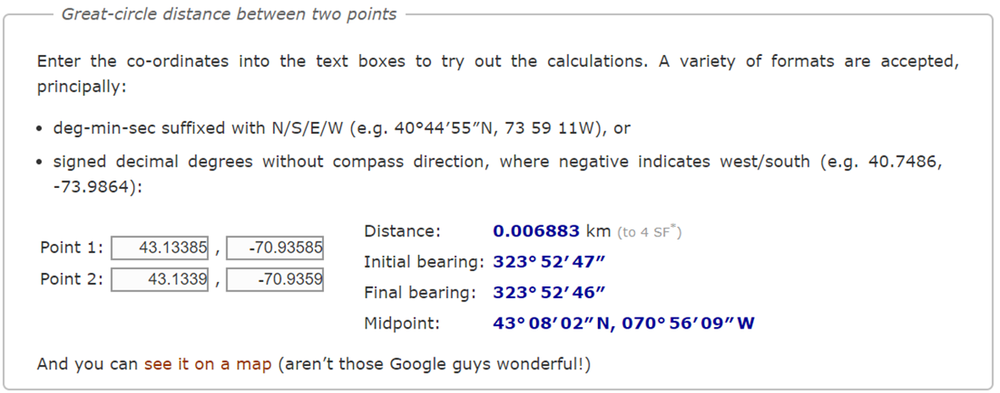 Great-circle distance between two points
Enter the co-ordinates into the text boxes to try out the calculations. A variety of formats are accepted,
principally:
• deg-min-sec suffixed with N/S/E/W (e.g. 40°44′55″N, 73 59 11W), or
• signed decimal degrees without compass direction, where negative indicates west/south (e.g. 40.7486,
-73.9864):
Point 1: 43.13385 , -70.93585
Point 2: 43.1339 , -70.9359
Distance: 0.006883 km (to 4 SF*)
Initial bearing: 323° 52′ 47″
Final bearing: 323° 52′ 46″
Midpoint: 43° 08′ 02″ N, 070° 56′ 09″ W
And you can see it on a map (aren’t those Google guys wonderful!)